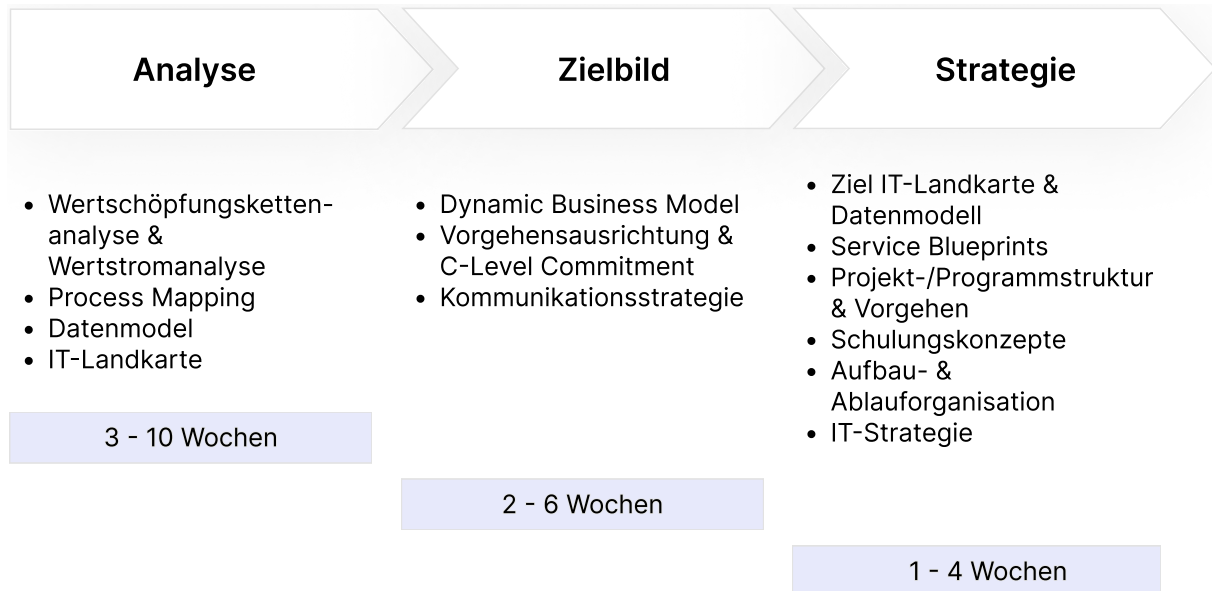 Analyse
Zielbild
Strategie
• Wertschöpfungsketten-
analyse &
Wertstromanalyse
• Process Mapping
• Datenmodel
• IT-Landkarte
3 - 10 Wochen
• Dynamic Business Model
• Vorgehensausrichtung &
C-Level Commitment
• Kommunikationsstrategie
2 - 6 Wochen
• Ziel IT-Landkarte &
Datenmodell
• Service Blueprints
• Projekt-/Programmstruktur
& Vorgehen
• Schulungskonzepte
• Aufbau- &
Ablauforganisation
• IT-Strategie
1 - 4 Wochen